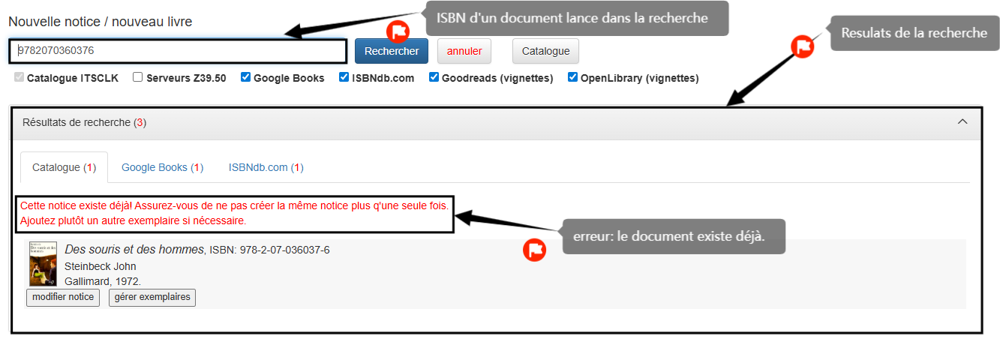 Nouvelle notice / nouveau livre
ISBN d'un document lance dans la recherche
Resulats de la recherche
9782070360376
Rechercher
annuler
Catalogue
Catalogue ITSCLK
Serveurs Z39.50
Google Books
ISBNdb.com
Goodreads (vignettes)
OpenLibrary (vignettes)
Résultats de recherche (3)
Catalogue (1)
Google Books (1)
ISBNdb.com (1)
Cette notice existe déjà! Assurez-vous de ne pas créer la même notice plus q'une seule fois.
Ajoutez plutôt un autre exemplaire si nécessaire.
erreur: le document existe déjà.
Des souris et des hommes, ISBN: 978-2-07-036037-6
Steinbeck John
Gallimard, 1972.
modifier notice
gérer exemplaires